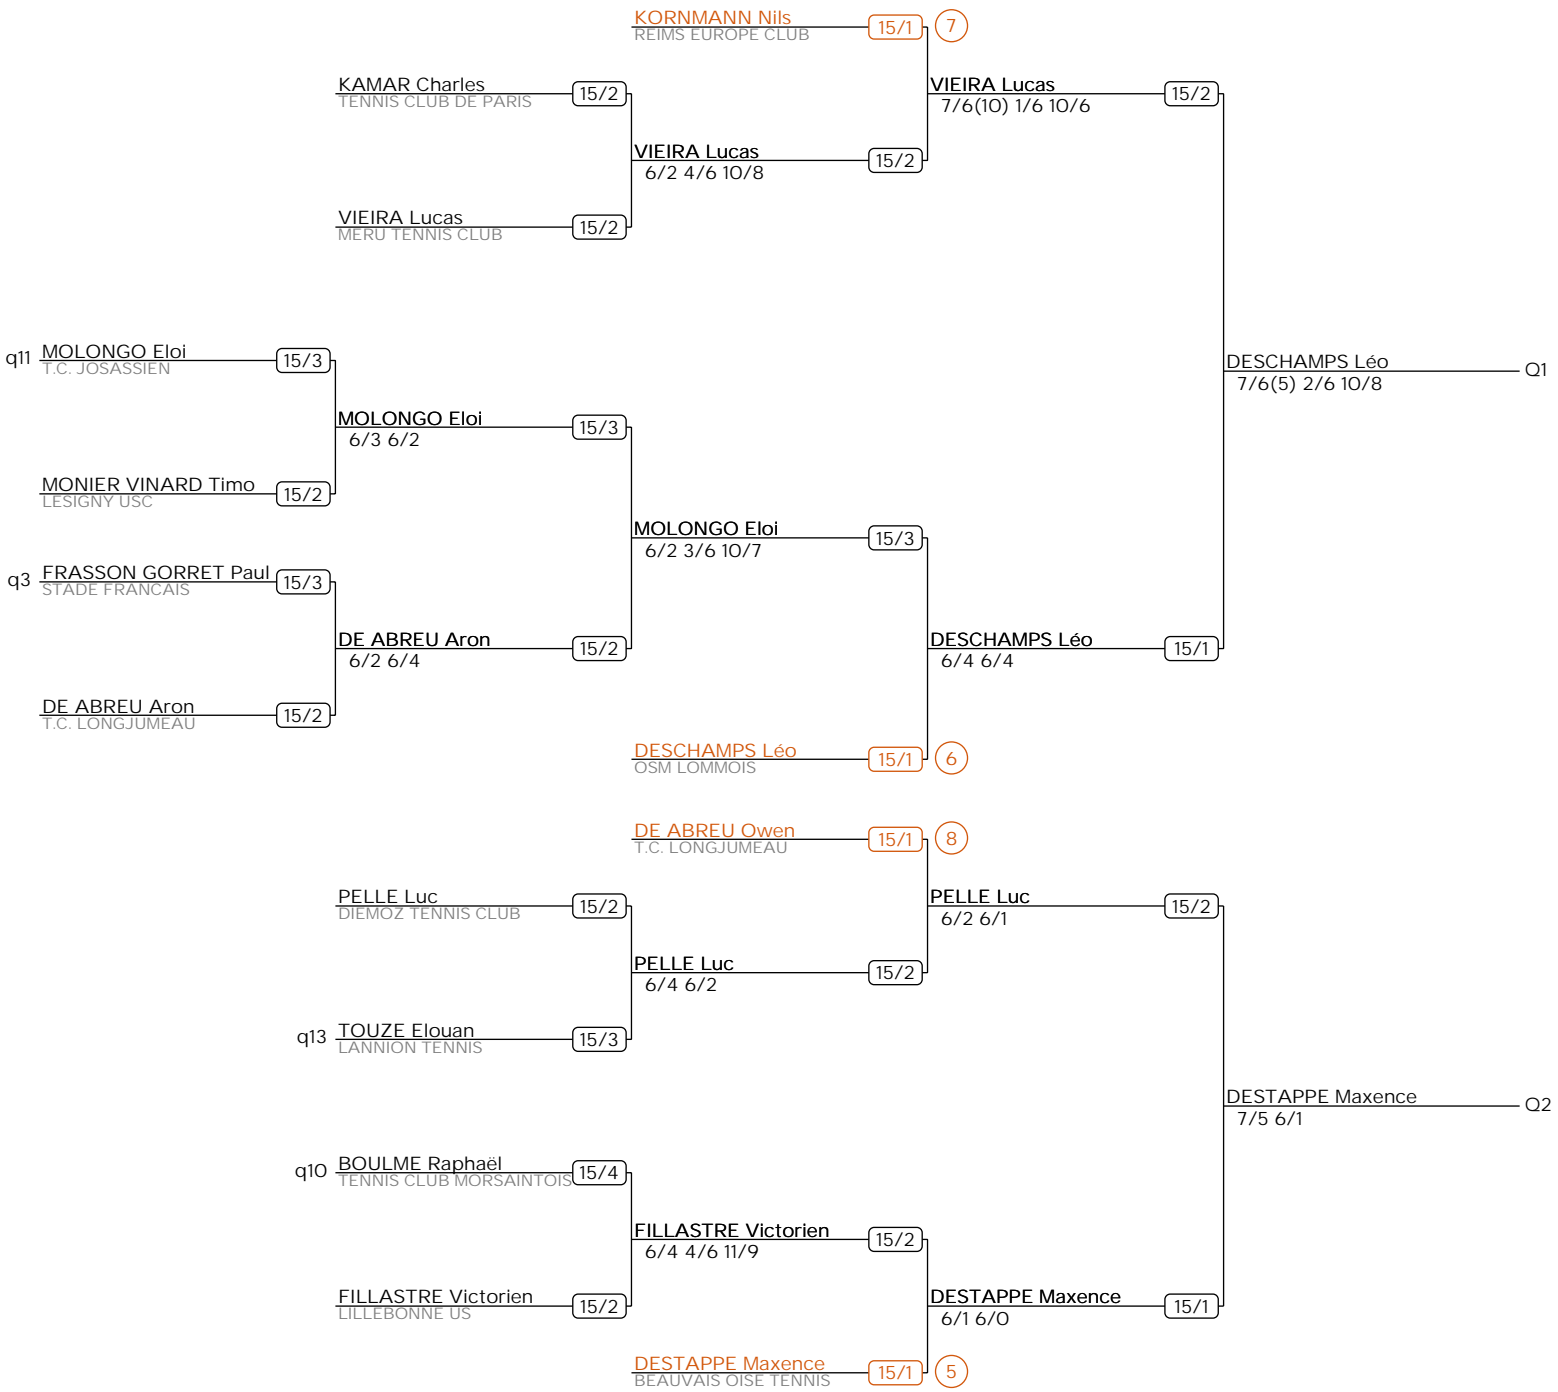 KORNMANN Nils 15/1 7
REIMS EUROPE CLUB
KAMAR Charles 15/2
TENNIS CLUB DE PARIS
VIEIRA Lucas 15/2
7/6(10) 1/6 10/6
VIEIRA Lucas 15/2
6/2 4/6 10/8
VIEIRA Lucas 15/2
MERU TENNIS CLUB
q11 MOLONGO Eloi 15/3
T.C. JOSASSIEN
DESCHAMPS Léo Q1
7/6(5) 2/6 10/8
MOLONGO Eloi 15/3
6/3 6/2
MONIER VINARD Timo 15/2
LESIGNY USC
MOLONGO Eloi 15/3
6/2 3/6 10/7
q3 FRASSON GORRET Paul 15/3
STADE FRANCAIS
DE ABREU Aron 15/2
6/2 6/4
DESCHAMPS Léo 15/1
6/4 6/4
DE ABREU Aron 15/2
T.C. LONGJUMEAU
DESCHAMPS Léo 15/1 6
OSM LOMMOIS
DE ABREU Owen 15/1 8
T.C. LONGJUMEAU
PELLE Luc 15/2
DIEMOZ TENNIS CLUB
PELLE Luc 15/2
6/2 6/1
PELLE Luc 15/2
6/4 6/2
q13 TOUZE Elouan 15/3
LANNION TENNIS
DESTAPPE Maxence Q2
7/5 6/1
q10 BOULME Raphaël 15/4
TENNIS CLUB MORSAINTOIS
FILLASTRE Victorien 15/2
6/4 4/6 11/9
FILLASTRE Victorien 15/2
LILLEBONNE US
DESTAPPE Maxence 15/1
6/1 6/0
DESTAPPE Maxence 15/1 5
BEAUVAIS OISE TENNIS